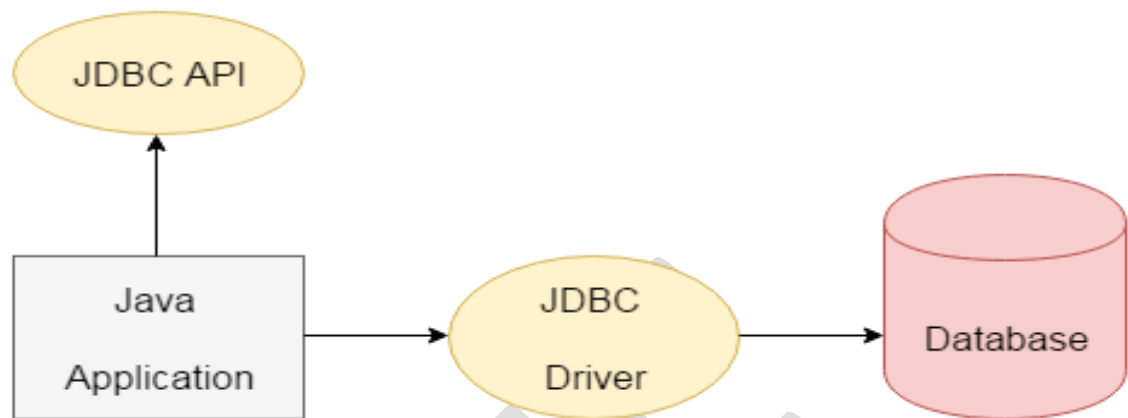 JDBC API
Java
Application
JDBC
Driver
Database